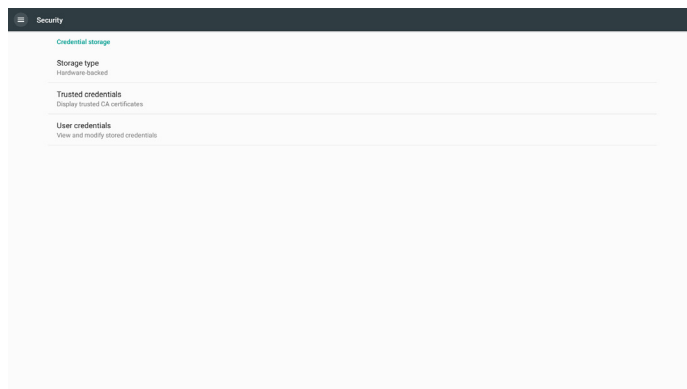 Security
Credential storage
Storage type
Hardware-backed
Trusted credentials
Display trusted CA certificates
User credentials
View and modify stored credentials